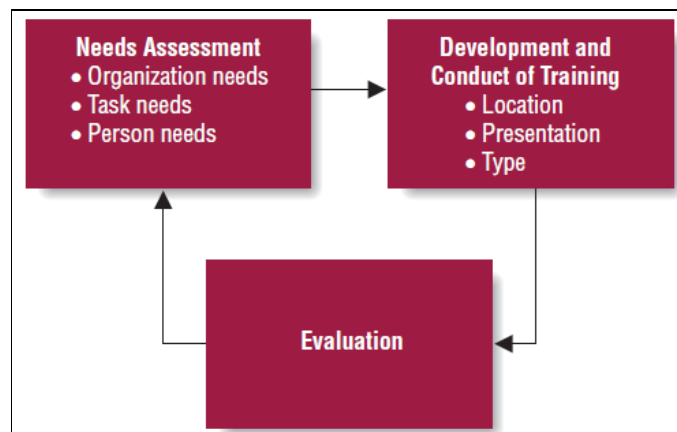 Needs Assessment
• Organization needs
• Task needs
• Person needs
Development and
Conduct of Training
• Location
• Presentation
• Type
Evaluation